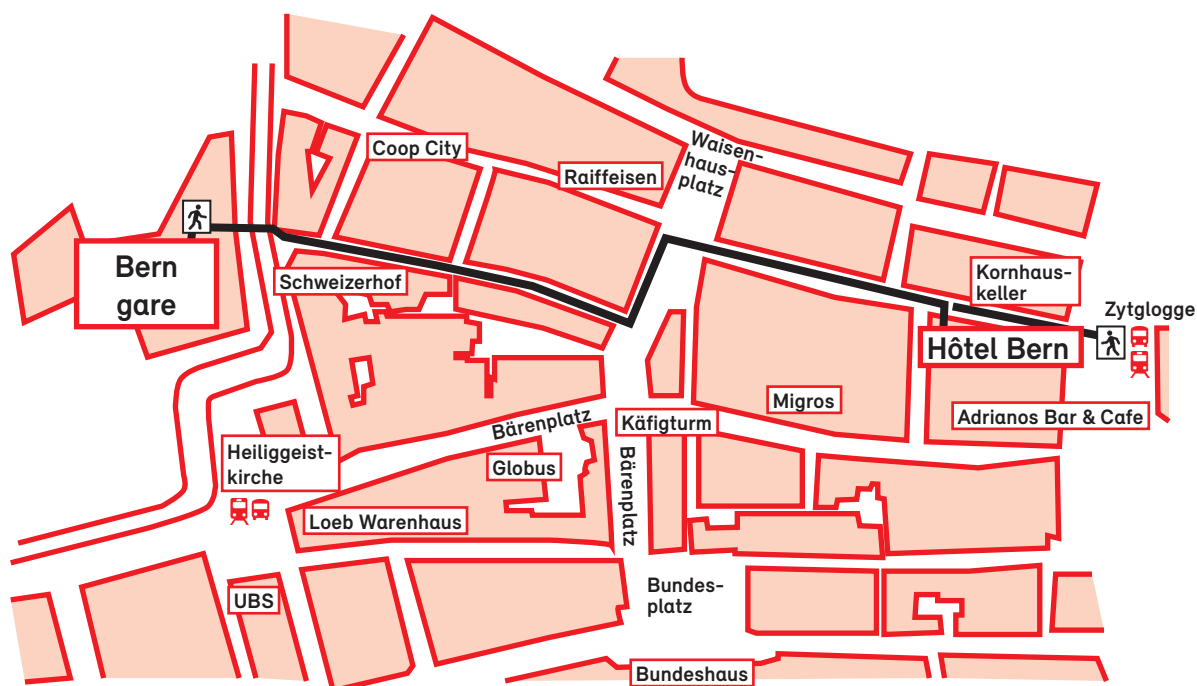 Coop City
Raiffeisen
Waisen-
haus-
platz
Bern
gare
Schweizerhof
Kornhaus-
keller
Zytglogge
Hôtel Bern
Migros
Adrianos Bar & Cafe
Bärenplatz
Käfigturm
Heiliggeist-
kirche
Globus
Bärenplatz
Loeb Warenhaus
UBS
Bundes-
platz
Bundeshaus